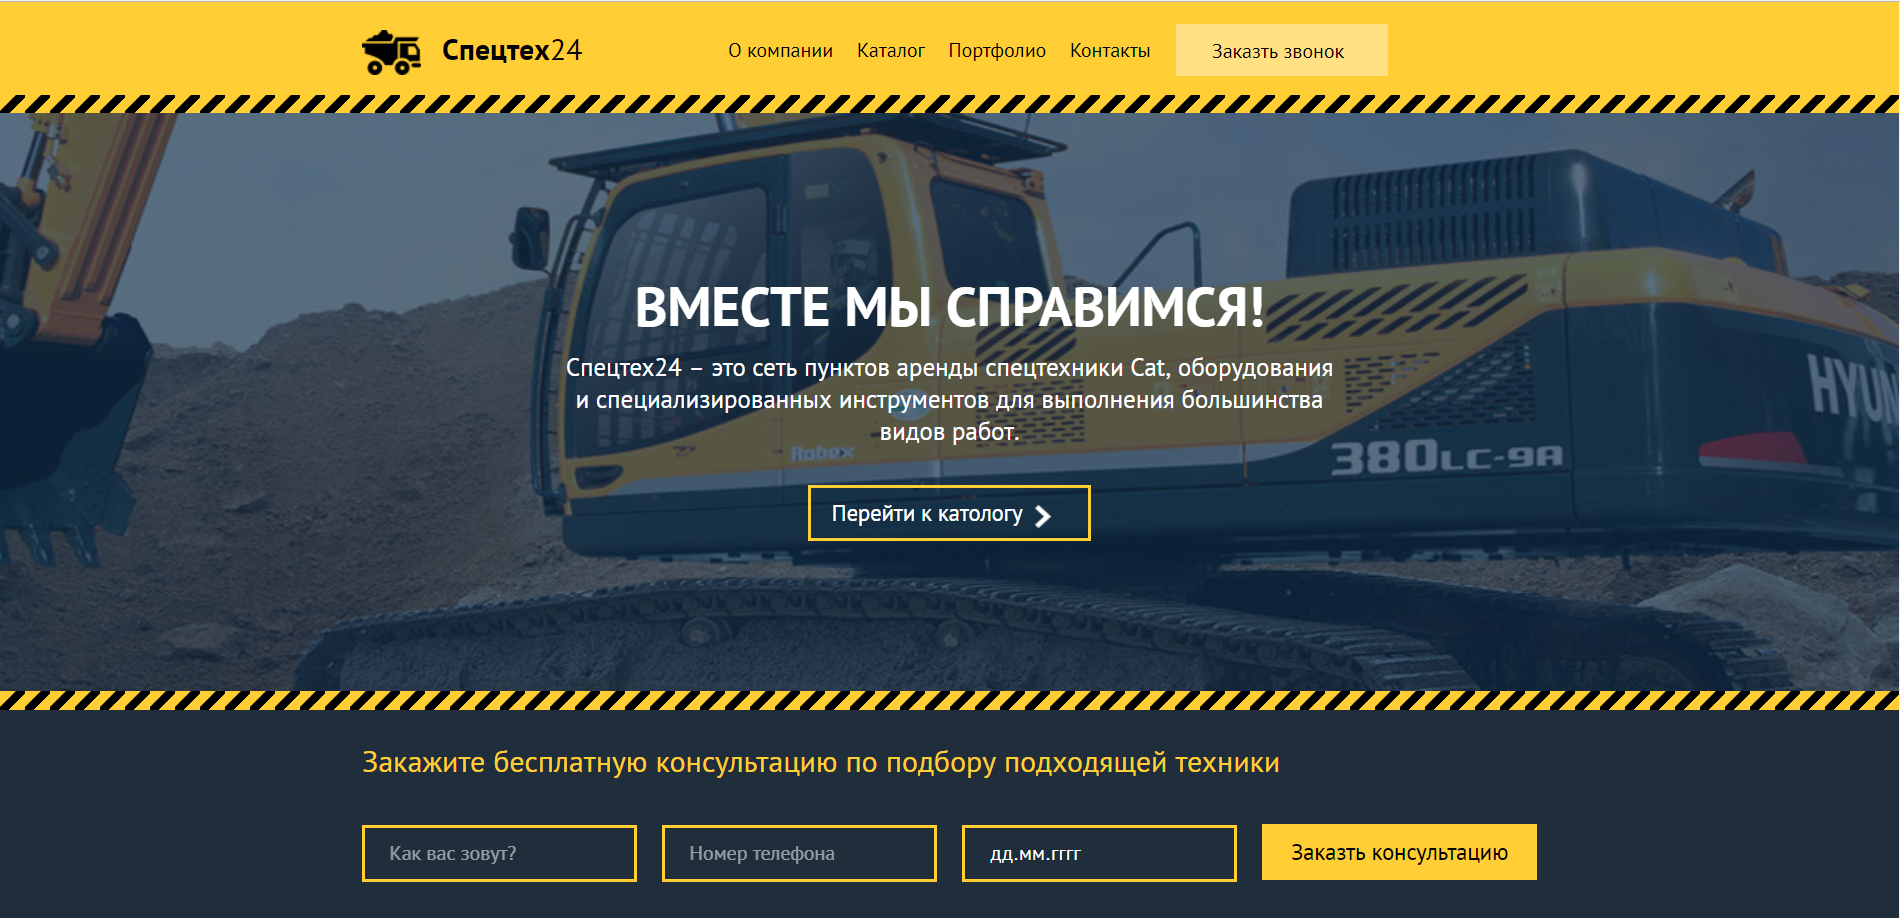 Спецтех24
О компании Каталог Портфолио Контакты Заказть звонок
ВМЕСТЕ МЫ СПРАВИМСЯ!
Спецтех24 – это сеть пунктов аренды спецтехники Cat, оборудования
и специализированных инструментов для выполнения большинства
видов работ.
Robex
380LC-9A
HYUN
Перейти к катологу
Закажите бесплатную консультацию по подбору подходящей техники
Как вас зовут? Номер телефона дд.мм.гггг Заказть консультацию